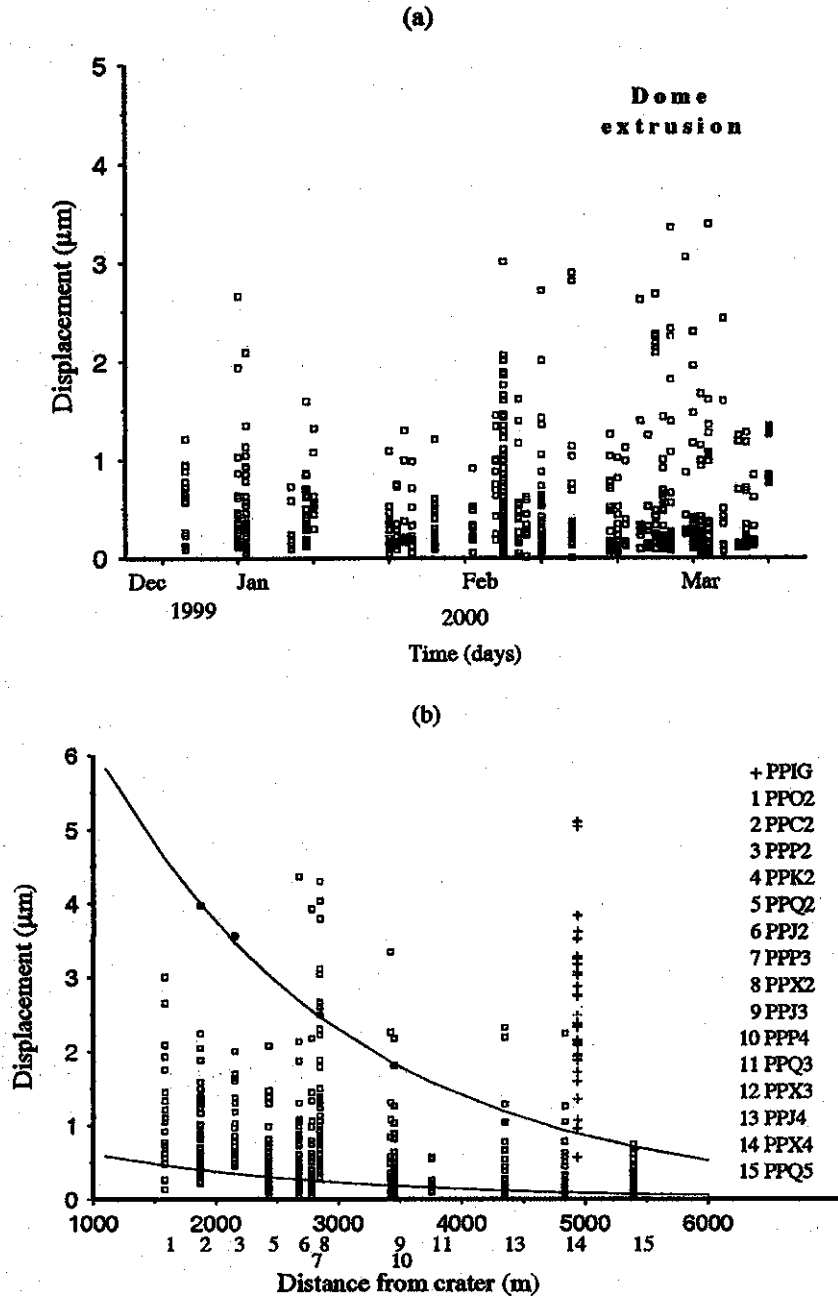 (a)
Displacement (μm)
5
4
3
2
1
0
Dome
extrusion
Dec Jan Feb Mar
1999 2000
Time (days)
(b)
Displacement (μm)
6
5
4
3
2
1
0
1000 2000 3000 4000 5000 6000
1 2 3 5 6 8 9 11 13 14 15
7 10
Distance from crater (m)
+ PPIG
1 PPO2
2 PPC2
3 PPP2
4 PPK2
5 PPQ2
6 PPJ2
7 PPP3
8 PPX2
9 PPJ3
10 PPP4
11 PPQ3
12 PPX3
13 PPJ4
14 PPX4
15 PPQ5